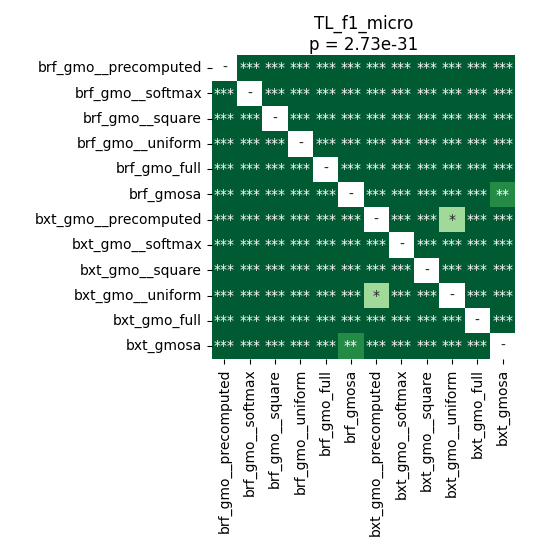 TL_f1_micro
p = 2.73e-31
brf_gmo__precomputed - *** *** *** *** *** *** *** *** *** *** ***
brf_gmo__softmax *** - *** *** *** *** *** *** *** *** *** ***
brf_gmo__square *** *** - *** *** *** *** *** *** *** *** ***
brf_gmo__uniform *** *** *** - *** *** *** *** *** *** *** ***
brf_gmo_full *** *** *** *** - *** *** *** *** *** *** ***
brf_gmosa *** *** *** *** *** - *** *** *** *** *** **
bxt_gmo__precomputed *** *** *** *** *** *** - *** *** * *** ***
bxt_gmo__softmax *** *** *** *** *** *** *** - *** *** *** ***
bxt_gmo__square *** *** *** *** *** *** *** *** - *** *** ***
bxt_gmo__uniform *** *** *** *** *** *** * *** *** - *** ***
bxt_gmo_full *** *** *** *** *** *** *** *** *** *** - ***
bxt_gmosa *** *** *** *** *** ** *** *** *** *** *** -
brf_gmo__precomputed
brf_gmo__softmax
brf_gmo__square
brf_gmo__uniform
brf_gmo_full
brf_gmosa
bxt_gmo__precomputed
bxt_gmo__softmax
bxt_gmo__square
bxt_gmo__uniform
bxt_gmo_full
bxt_gmosa